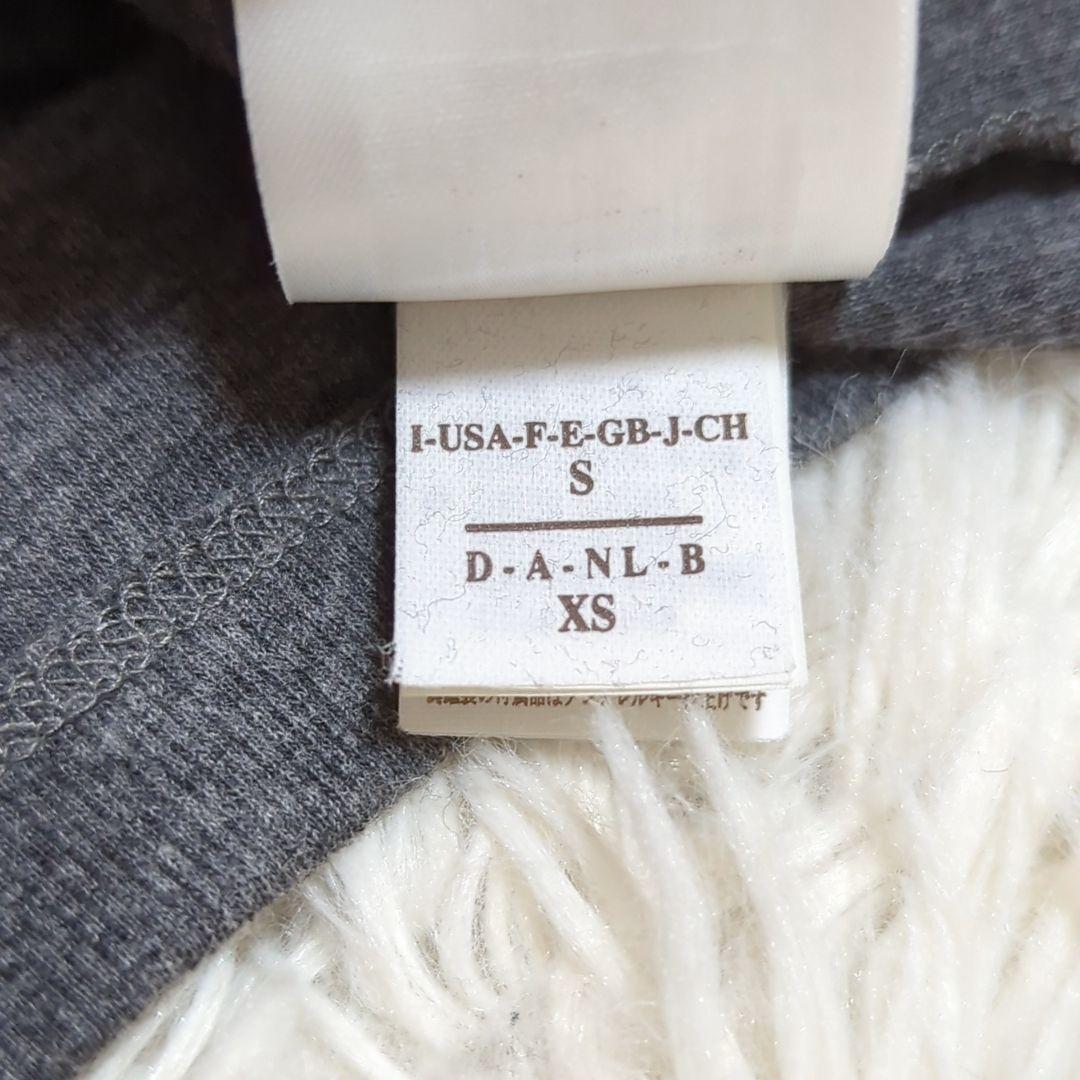 I-USA-F-E-GB-J-CH
S
D-A-NL-B
XS